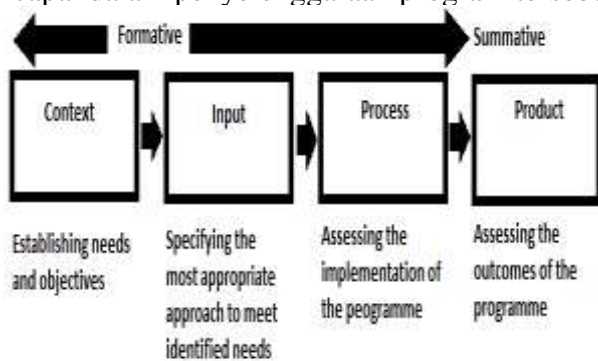 Formative Summative
Context Input Process Product
Establishing needs
and objectives
Specifying the
most appropriate
approach to meet
identified needs
Assessing the
implementation of
the peogramme
Assessing the
outcomes of the
programme